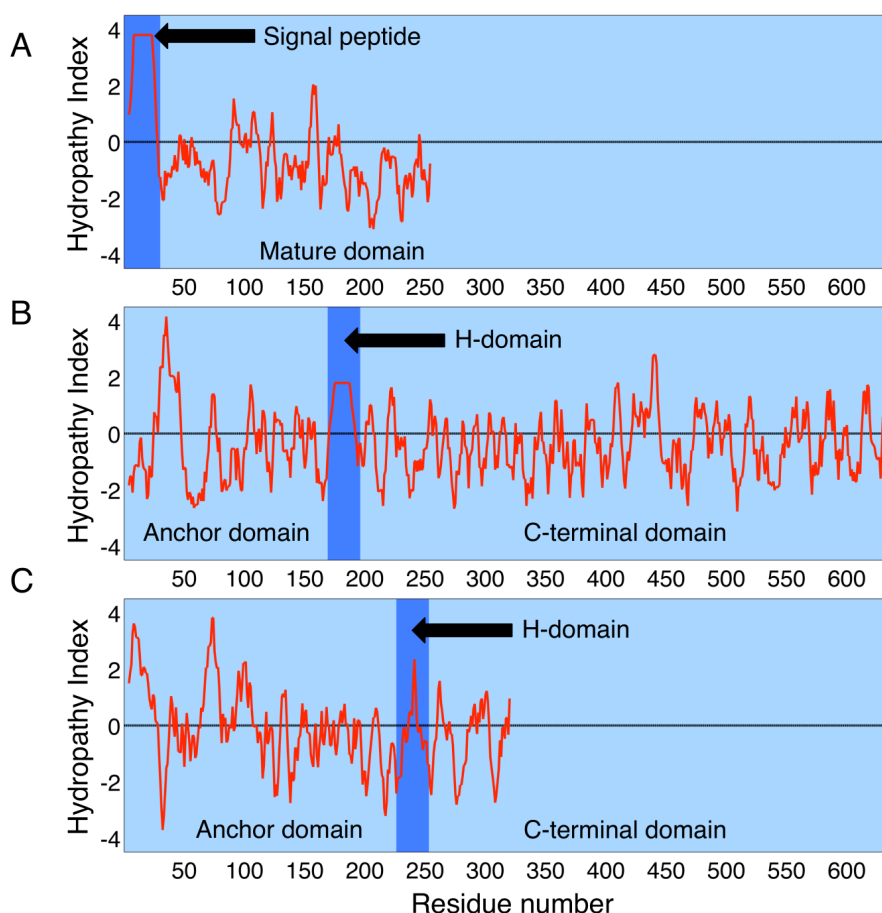 A
Hydropathy Index
4
2
0
-2
-4
Signal peptide
Mature domain
50 100 150 200 250 300 350 400 450 500 550 600
B
Hydropathy Index
4
2
0
-2
-4
H-domain
Anchor domain C-terminal domain
50 100 150 200 250 300 350 400 450 500 550 600
C
Hydropathy Index
4
2
0
-2
-4
H-domain
Anchor domain C-terminal domain
50 100 150 200 250 300 350 400 450 500 550 600
Residue number